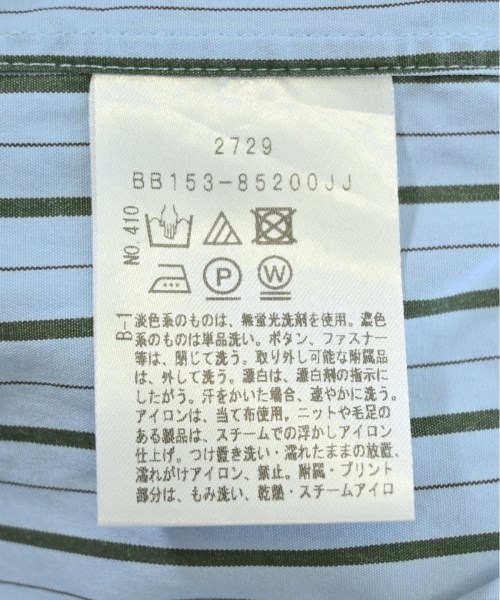 2729
BB153-85200JJ
NO.410
P
W
B-1
淡色系のものは、無蛍光洗剤を使用。濃色
系のものは単品洗い。ボタン、ファスナー
等は、閉じて洗う。取り外し可能な附属品
は、外して洗う。漂白は、漂白剤の指示に
したがう。汗をかいた場合、速やかに洗う。
アイロンは、当て布使用。ニットや毛足の
ある製品は、スチームでの浮かしアイロン
仕上げ。つけ置き洗い・濡れたままの放置、
濡れがけアイロン、禁止。附属・プリント
部分は、もみ洗い、乾熱・スチームアイロ